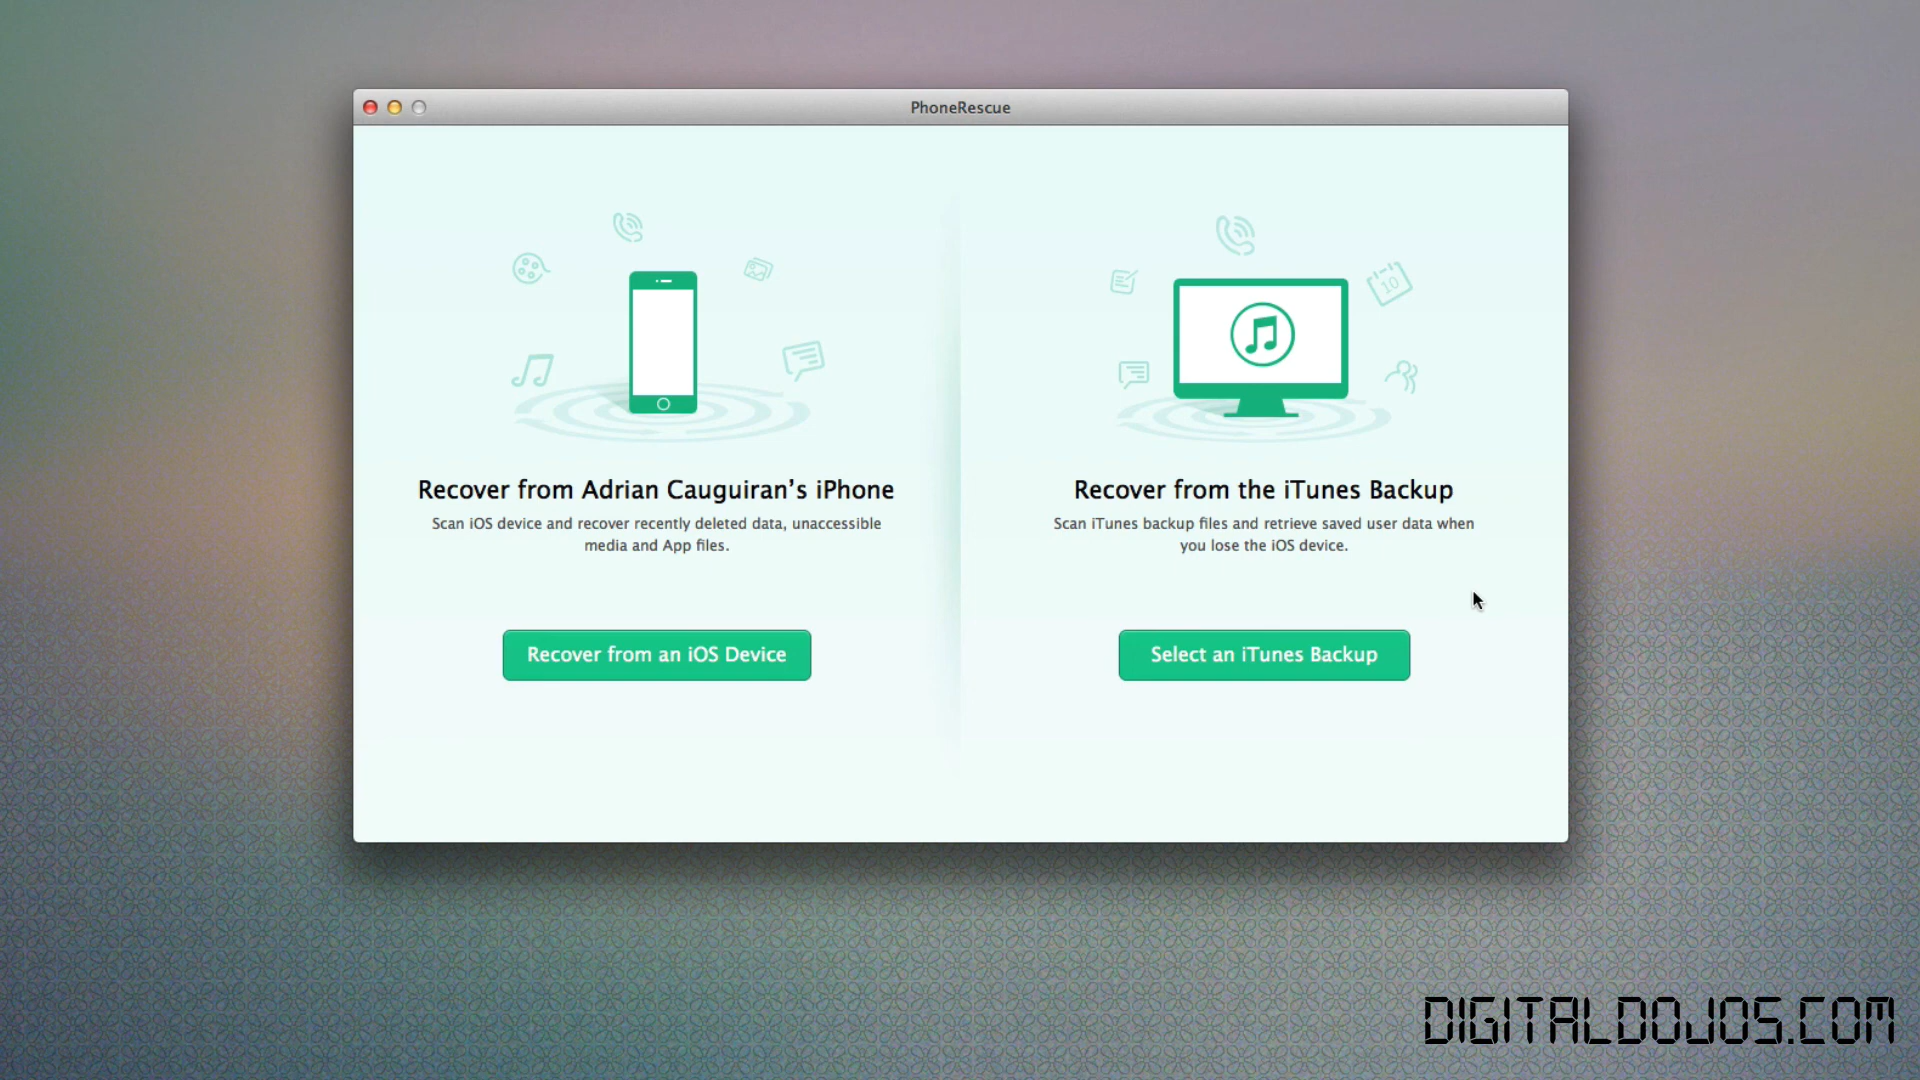 PhoneRescue
10
Recover from Adrian Cauguiran's iPhone
Scan iOS device and recover recently deleted data, unaccessible
media and App files.
Recover from an iOS Device
Recover from the iTunes Backup
Scan iTunes backup files and retrieve saved user data when
you lose the iOS device.
Select an iTunes Backup
DIGITALDOJOS.COM